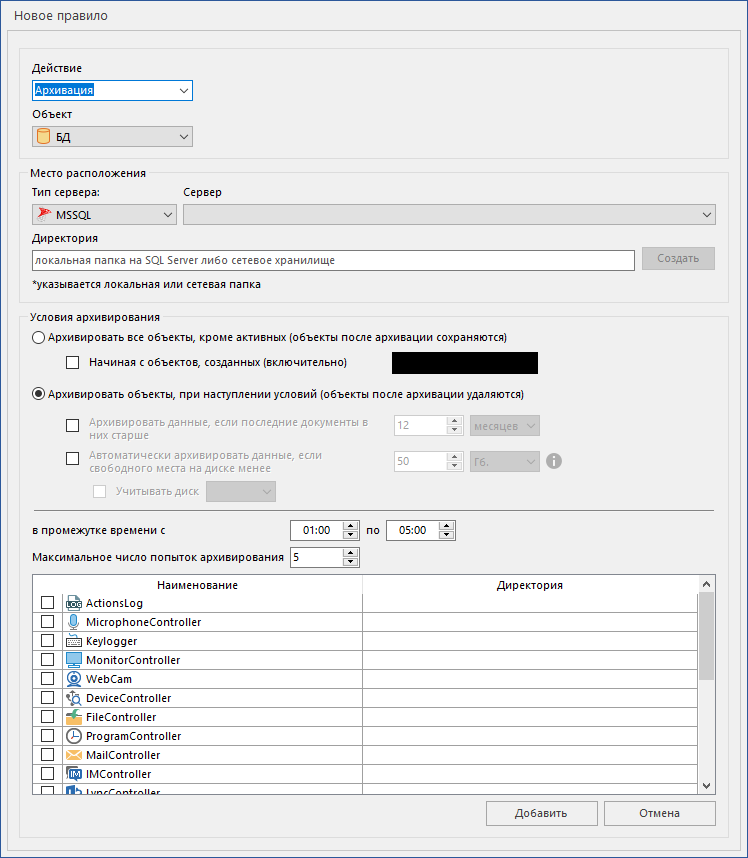 Новое правило
Действие
Архивация
Объект
БД
Место расположения
Тип сервера: Сервер
MSSQL
Директория
локальная папка на SQL Server либо сетевое хранилище Создать
*указывается локальная или сетевая папка
Условия архивирования
Архивировать все объекты, кроме активных (объекты после архивации сохраняются)
Начиная с объектов, созданных (включительно)
Архивировать объекты, при наступлении условий (объекты после архивации удаляются)
Архивировать данные, если последние документы в 12 месяцев
них старше
Автоматически архивировать данные, если 50 Гб.
свободного места на диске менее
Учитывать диск
в промежутке времени с 01:00 по 05:00
Максимальное число попыток архивирования 5
Наименование Директория
ActionsLog
MicrophoneController
Keylogger
MonitorController
WebCam
DeviceController
FileController
ProgramController
MailController
IMController
LyncController
Добавить Отмена